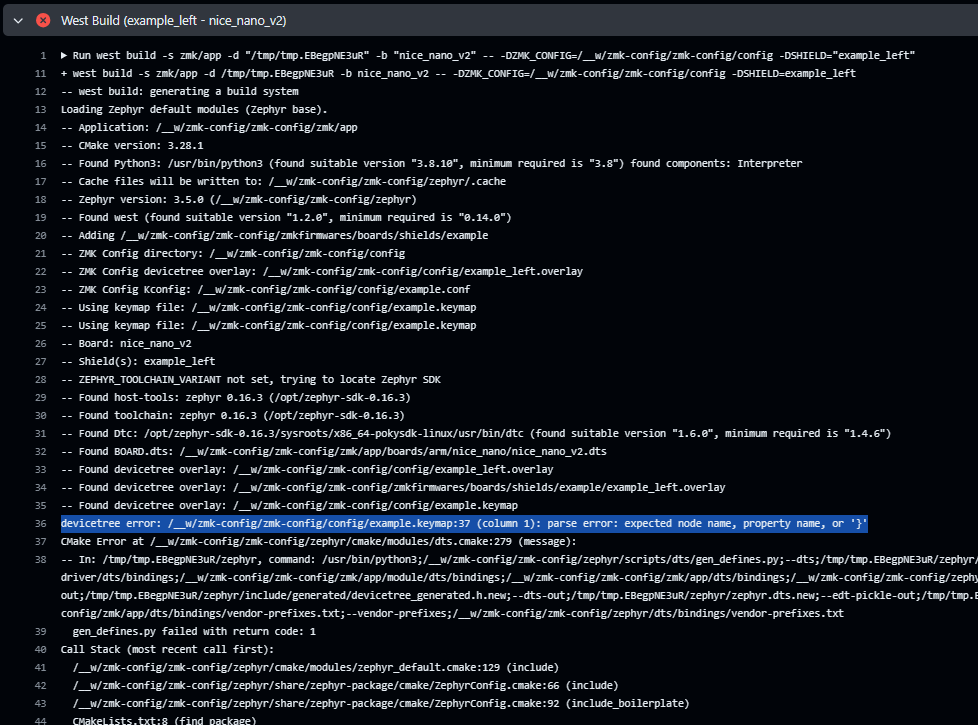 West Build (example_left - nice_nano_v2)
1 ▶ Run west build -s zmk/app -d "/tmp/tmp.EBegpNE3uR" -b "nice_nano_v2" -- -DZMK_CONFIG=/__w/zmk-config/zmk-config/config -DSHIELD="example_left"
11 + west build -s zmk/app -d /tmp/tmp.EBegpNE3uR -b nice_nano_v2 -- -DZMK_CONFIG=/__w/zmk-config/zmk-config/config -DSHIELD=example_left
12 -- west build: generating a build system
13 Loading Zephyr default modules (Zephyr base).
14 -- Application: /__w/zmk-config/zmk-config/zmk/app
15 -- CMake version: 3.28.1
16 -- Found Python3: /usr/bin/python3 (found suitable version "3.8.10", minimum required is "3.8") found components: Interpreter
17 -- Cache files will be written to: /__w/zmk-config/zmk-config/zephyr/.cache
18 -- Zephyr version: 3.5.0 (/__w/zmk-config/zmk-config/zephyr)
19 -- Found west (found suitable version "1.2.0", minimum required is "0.14.0")
20 -- Adding /__w/zmk-config/zmk-config/zmkfirmwares/boards/shields/example
21 -- ZMK Config directory: /__w/zmk-config/zmk-config/config
22 -- ZMK Config devicetree overlay: /__w/zmk-config/zmk-config/config/example_left.overlay
23 -- ZMK Config Kconfig: /__w/zmk-config/zmk-config/config/example.conf
24 -- Using keymap file: /__w/zmk-config/zmk-config/config/example.keymap
25 -- Using keymap file: /__w/zmk-config/zmk-config/config/example.keymap
26 -- Board: nice_nano_v2
27 -- Shield(s): example_left
28 -- ZEPHYR_TOOLCHAIN_VARIANT not set, trying to locate Zephyr SDK
29 -- Found host-tools: zephyr 0.16.3 (/opt/zephyr-sdk-0.16.3)
30 -- Found toolchain: zephyr 0.16.3 (/opt/zephyr-sdk-0.16.3)
31 -- Found Dtc: /opt/zephyr-sdk-0.16.3/sysroots/x86_64-pokysdk-linux/usr/bin/dtc (found suitable version "1.6.0", minimum required is "1.4.6")
32 -- Found BOARD.dts: /__w/zmk-config/zmk-config/zmk/app/boards/arm/nice_nano/nice_nano_v2.dts
33 -- Found devicetree overlay: /__w/zmk-config/zmk-config/config/example_left.overlay
34 -- Found devicetree overlay: /__w/zmk-config/zmk-config/zmkfirmwares/boards/shields/example/example_left.overlay
35 -- Found devicetree overlay: /__w/zmk-config/zmk-config/config/example.keymap
36 devicetree error: /__w/zmk-config/zmk-config/config/example.keymap:37 (column 1): parse error: expected node name, property name, or '}'
37 CMake Error at /__w/zmk-config/zmk-config/zephyr/cmake/modules/dts.cmake:279 (message):
38 -- In: /tmp/tmp.EBegpNE3uR/zephyr, command: /usr/bin/python3;/__w/zmk-config/zmk-config/zephyr/scripts/dts/gen_defines.py;--dts;/tmp/tmp.EBegpNE3uR/zephyr/
driver/dts/bindings;/__w/zmk-config/zmk-config/zmk/app/module/dts/bindings;/__w/zmk-config/zmk-config/zmk/app/dts/bindings;/__w/zmk-config/zmk-config/zephy
out;/tmp/tmp.EBegpNE3uR/zephyr/include/generated/devicetree_generated.h.new;--dts-out;/tmp/tmp.EBegpNE3uR/zephyr/zephyr.dts.new;--edt-pickle-out;/tmp/tmp.E
config/zmk/app/dts/bindings/vendor-prefixes.txt;--vendor-prefixes;/__w/zmk-config/zmk-config/zephyr/dts/bindings/vendor-prefixes.txt
39 gen_defines.py failed with return code: 1
40 Call Stack (most recent call first):
41 /__w/zmk-config/zmk-config/zephyr/cmake/modules/zephyr_default.cmake:129 (include)
42 /__w/zmk-config/zmk-config/zephyr/share/zephyr-package/cmake/ZephyrConfig.cmake:66 (include)
43 /__w/zmk-config/zmk-config/zephyr/share/zephyr-package/cmake/ZephyrConfig.cmake:92 (include_boilerplate)
44 CMakeLists.txt:8 (find_package)